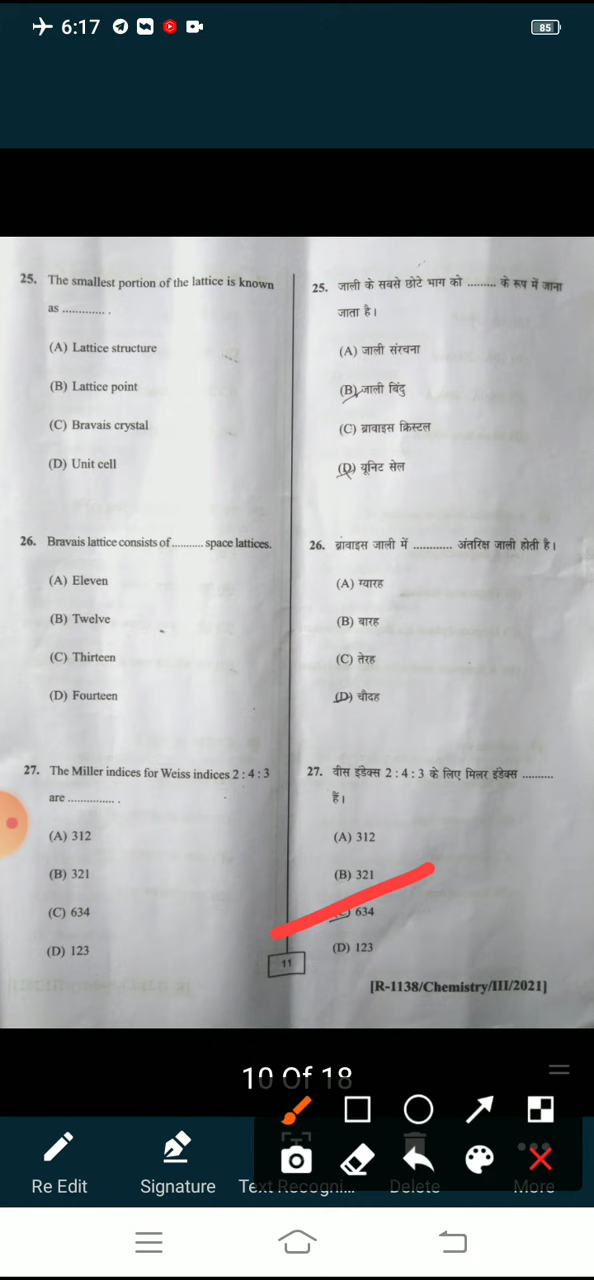 6:17
85
25. The smallest portion of the lattice is known
as ............. .
(A) Lattice structure
(B) Lattice point
(C) Bravais crystal
(D) Unit cell
26. Bravais lattice consists of .......... space lattices.
(A) Eleven
(B) Twelve
(C) Thirteen
(D) Fourteen
27. The Miller indices for Weiss indices 2 : 4 : 3
are .............. .
(A) 312
(B) 321
(C) 634
(D) 123
25. जाली के सबसे छोटे भाग को ......... के रूप में जाना
जाता है।
(A) जाली संरचना
(B) जाली बिंदु
(C) ब्रावाइस क्रिस्टल
(D) यूनिट सेल
26. ब्रावाइस जाली में ............ अंतरिक्ष जाली होती है।
(A) ग्यारह
(B) बारह
(C) तेरह
(D) चौदह
27. वीस इंडेक्स 2 : 4 : 3 के लिए मिलर इंडेक्स ..........
हैं।
(A) 312
(B) 321
634
(D) 123
11
[R-1138/Chemistry/III/2021]
10 Of 18
Re Edit
Signature
Text Recogni...
Delete
More